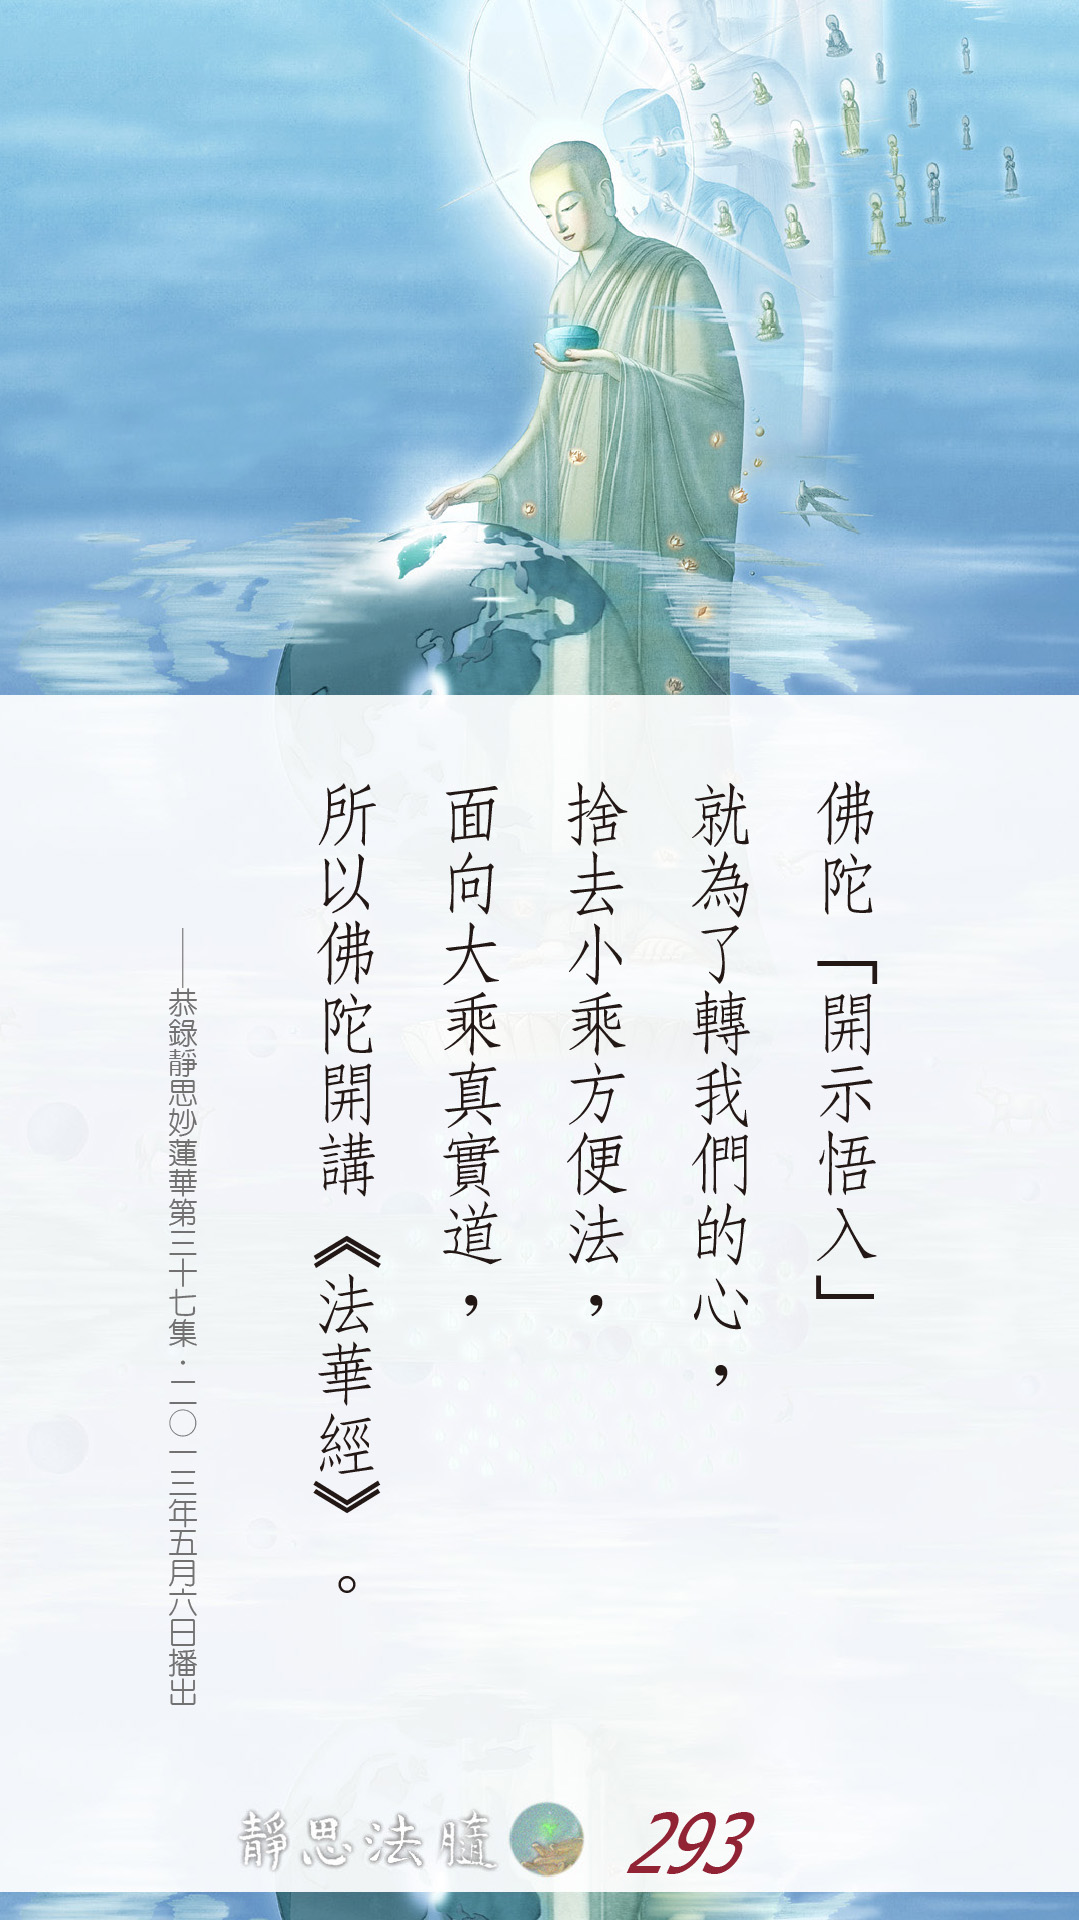 佛陀「開示悟入」
就為了轉我們的心，
捨去小乘方便法，
面向大乘真實道，
所以佛陀開講《法華經》。
——恭錄靜思妙蓮華第三十七集·二〇一三年五月六日播出
靜思法髓
293